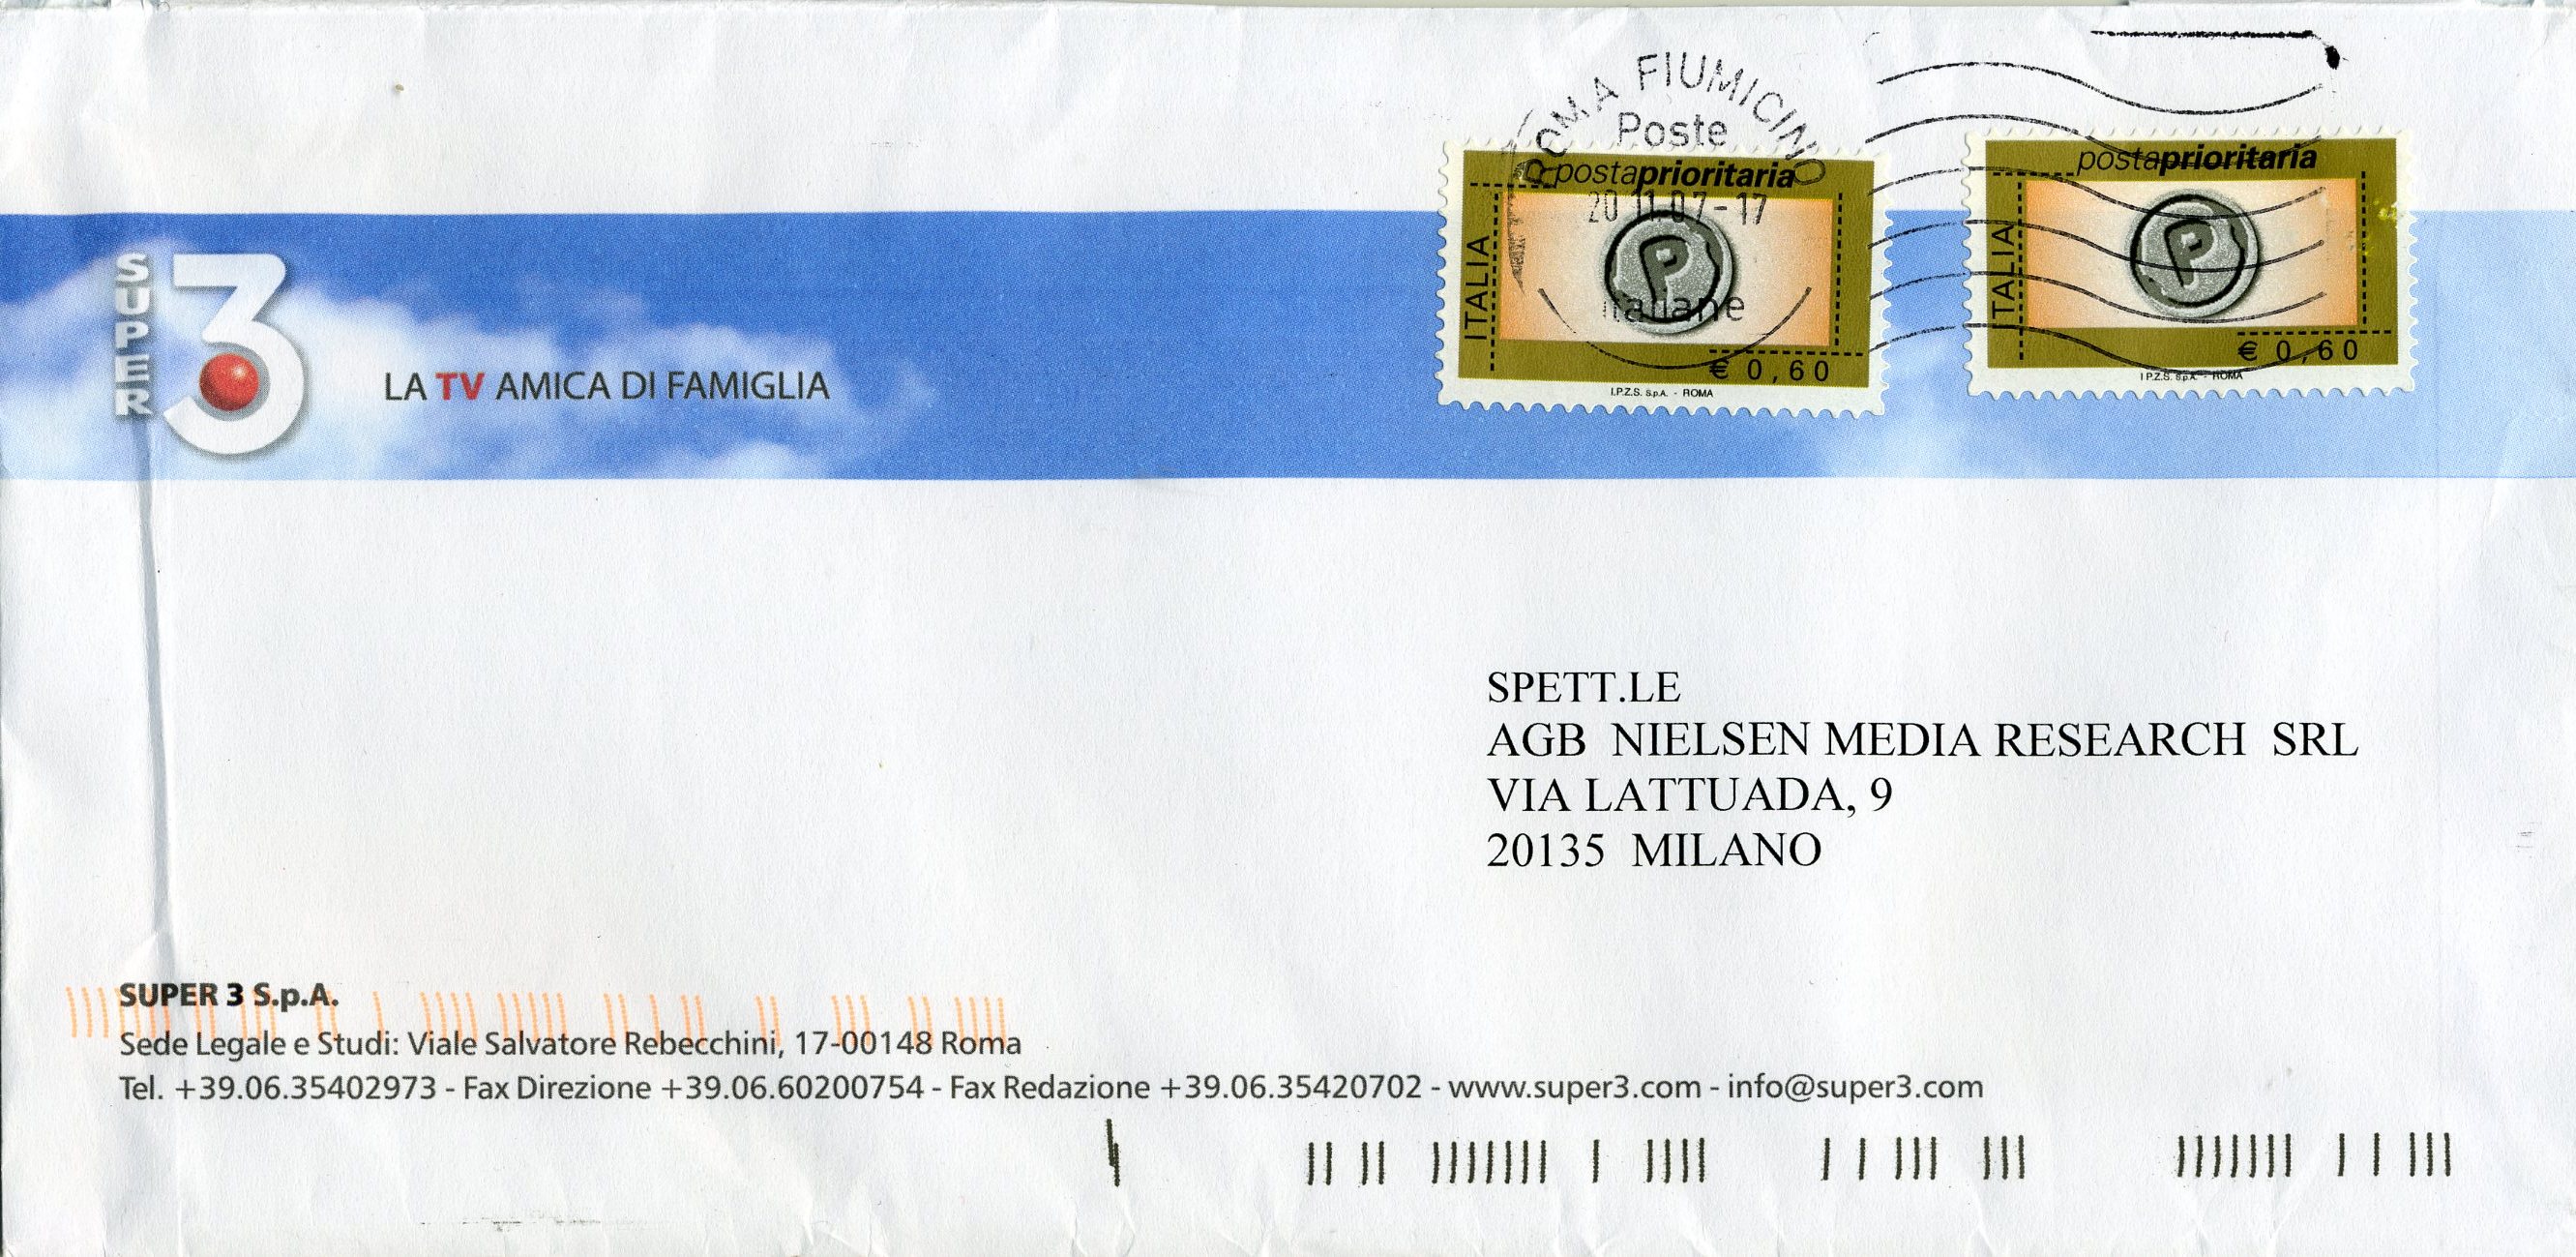 ROMA FIUMICINO
Poste
20 11 07-17
italiane
postaprioritaria
ITALIA
P
€ 0,60
I.P.Z.S. S.p.A. - ROMA
postaprioritaria
ITALIA
P
€ 0,60
I.P.Z.S. S.p.A. - ROMA
SUPER
3
LA TV AMICA DI FAMIGLIA
SPETT.LE
AGB NIELSEN MEDIA RESEARCH SRL
VIA LATTUADA, 9
20135 MILANO
SUPER 3 S.p.A.
Sede Legale e Studi: Viale Salvatore Rebecchini, 17-00148 Roma
Tel. +39.06.35402973 - Fax Direzione +39.06.60200754 - Fax Redazione +39.06.35420702 - www.super3.com - info@super3.com